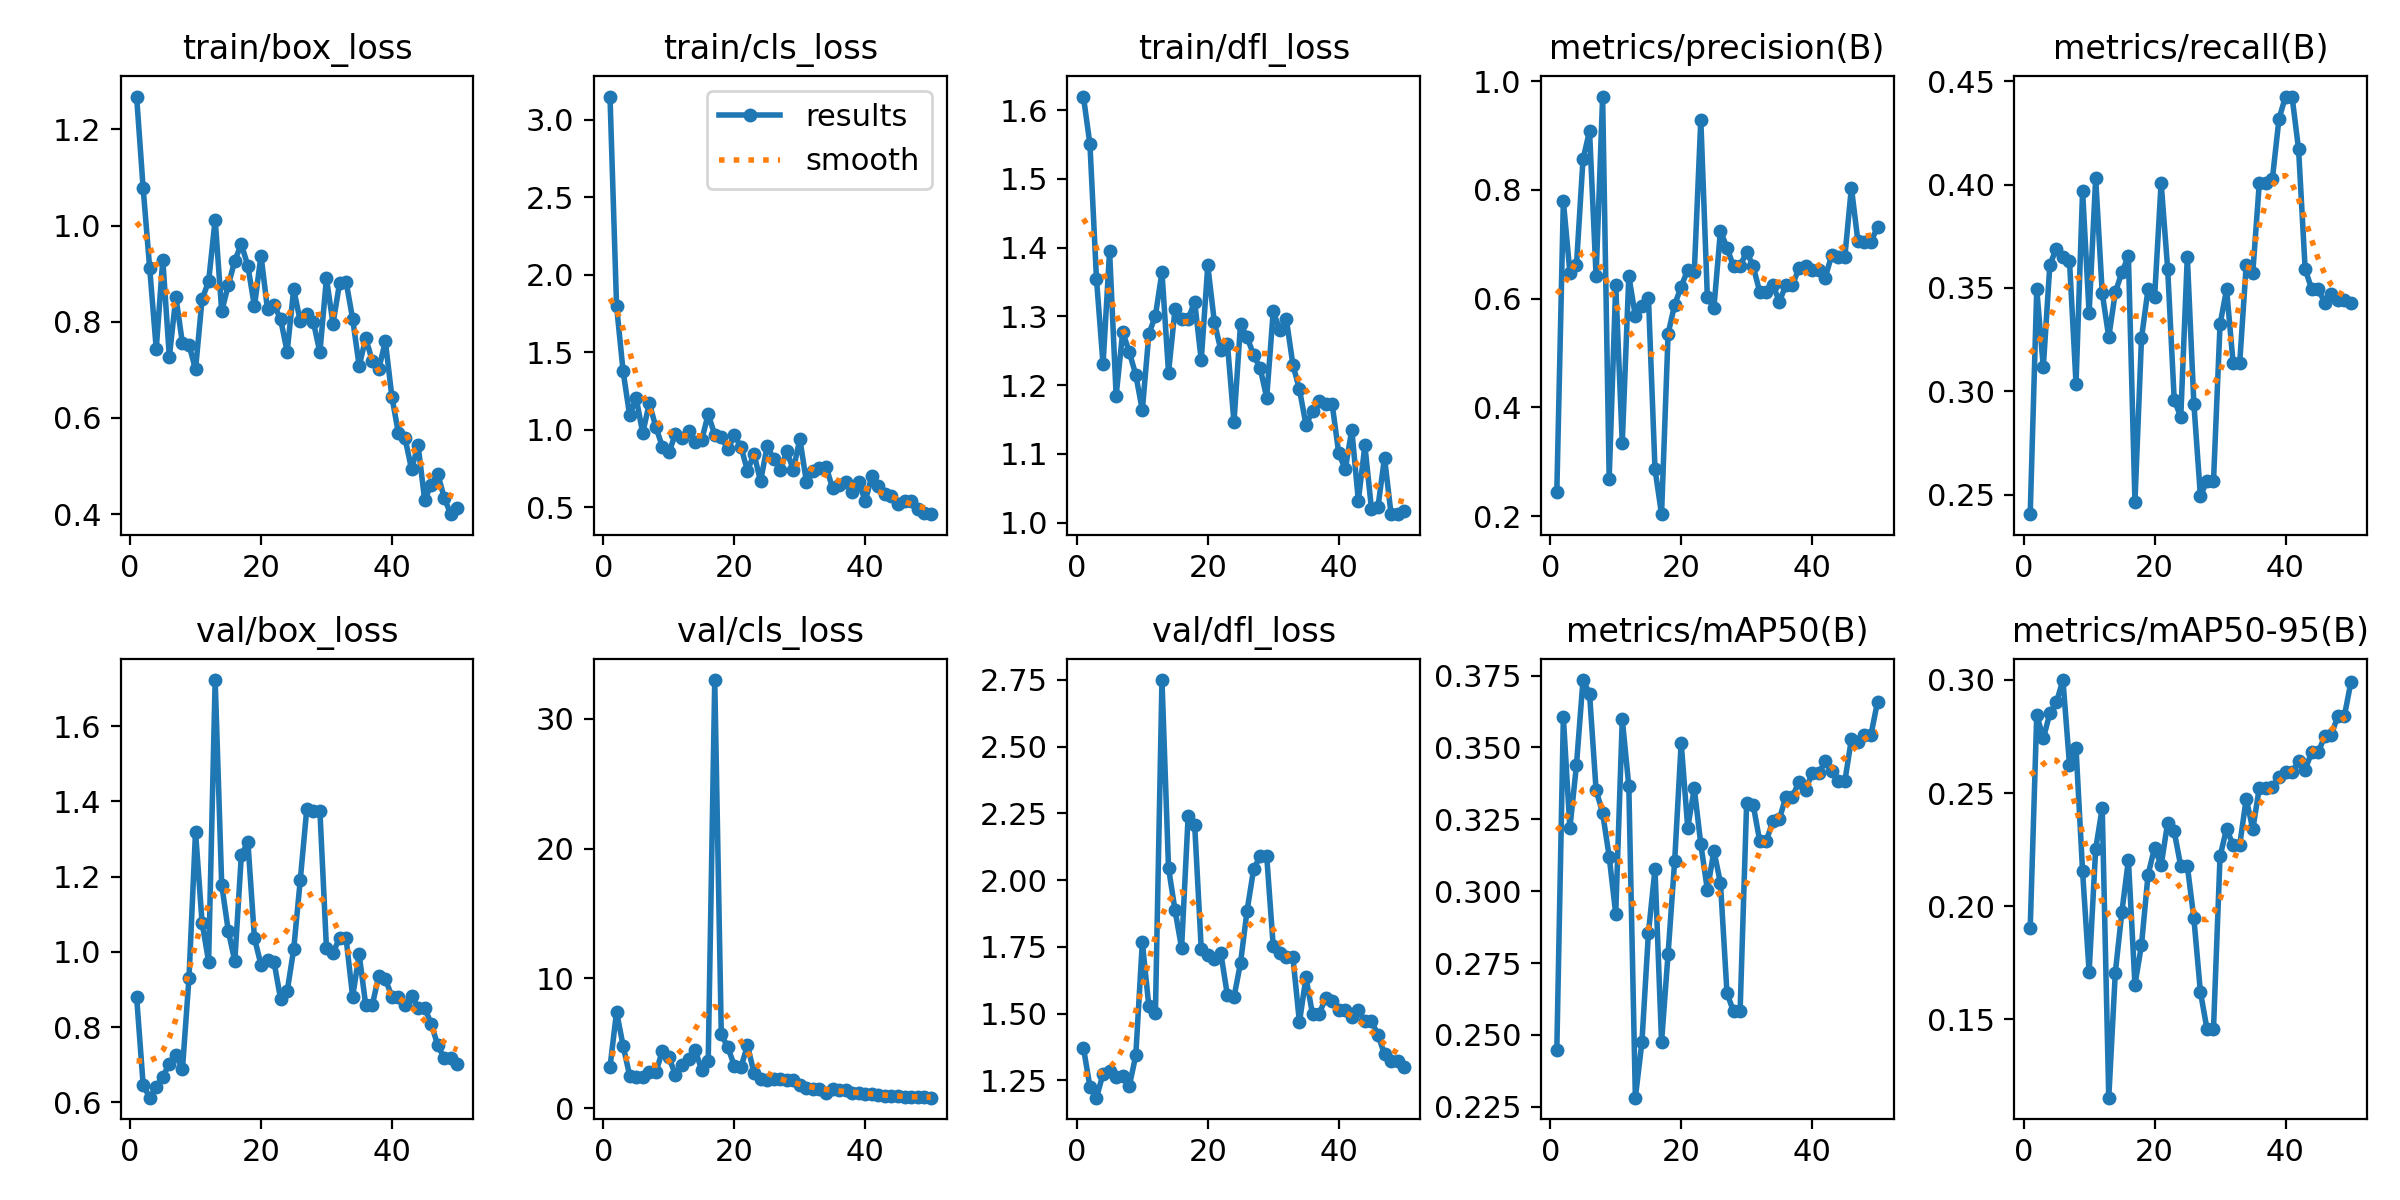 train/box_loss
1.2
1.0
0.8
0.6
0.4
0 20 40
train/cls_loss
results
smooth
3.0
2.5
2.0
1.5
1.0
0.5
0 20 40
train/dfl_loss
1.6
1.5
1.4
1.3
1.2
1.1
1.0
0 20 40
metrics/precision(B)
1.0
0.8
0.6
0.4
0.2
0 20 40
metrics/recall(B)
0.45
0.40
0.35
0.30
0.25
0 20 40
val/box_loss
1.6
1.4
1.2
1.0
0.8
0.6
0 20 40
val/cls_loss
30
20
10
0
0 20 40
val/dfl_loss
2.75
2.50
2.25
2.00
1.75
1.50
1.25
0 20 40
metrics/mAP50(B)
0.375
0.350
0.325
0.300
0.275
0.250
0.225
0 20 40
metrics/mAP50-95(B)
0.30
0.25
0.20
0.15
0 20 40